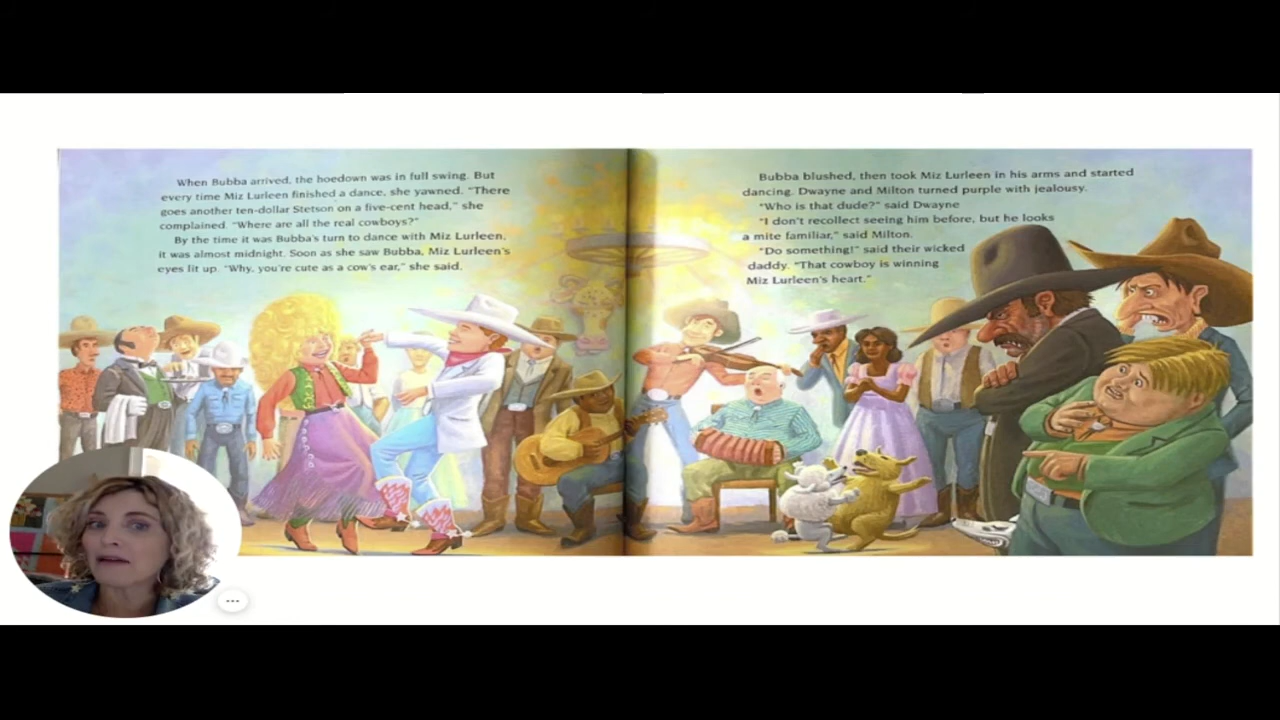 When Bubba arrived, the hoedown was in full swing. But
every time Miz Lurleen finished a dance, she yawned. "There
goes another ten-dollar Stetson on a five-cent head," she
complained. "Where are all the real cowboys?"
By the time it was Bubba's turn to dance with Miz Lurleen,
it was almost midnight. Soon as she saw Bubba, Miz Lurleen's
eyes lit up. "Why, you're cute as a cow's ear," she said.
Bubba blushed, then took Miz Lurleen in his arms and started
dancing. Dwayne and Milton turned purple with jealousy.
"Who is that dude?" said Dwayne
"I don't recollect seeing him before, but he looks
a mite familiar," said Milton.
"Do something!" said their wicked
daddy. "That cowboy is winning
Miz Lurleen's heart."